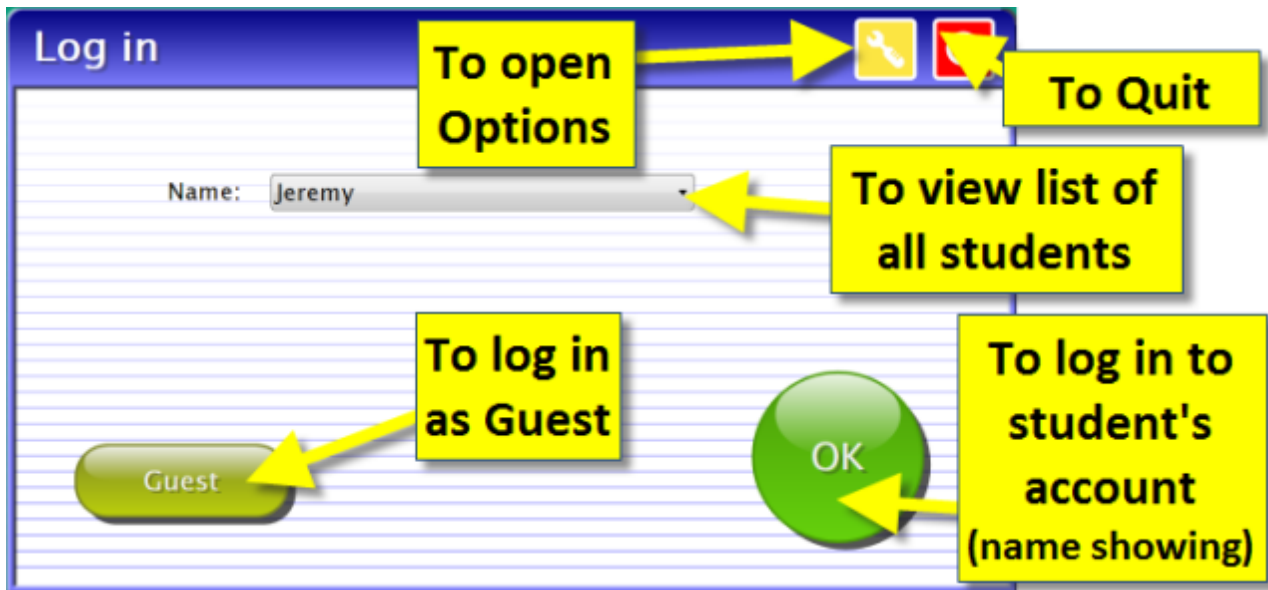 Log in
To open
Options
To Quit
Name: Jeremy
To view list of
all students
To log in
as Guest
Guest
OK
To log in to
student's
account
(name showing)